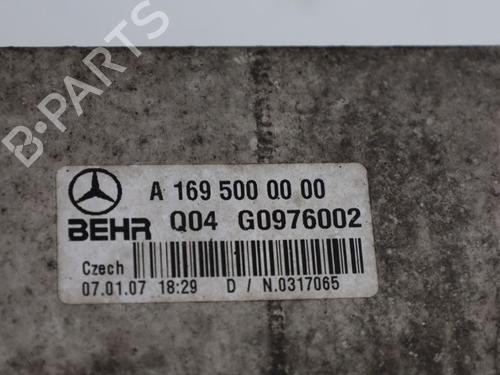 B-PARTS
A 169 500 00 00
BEHR Q04 G0976002
Czech
07.01.07 18:29 D / N.0317065